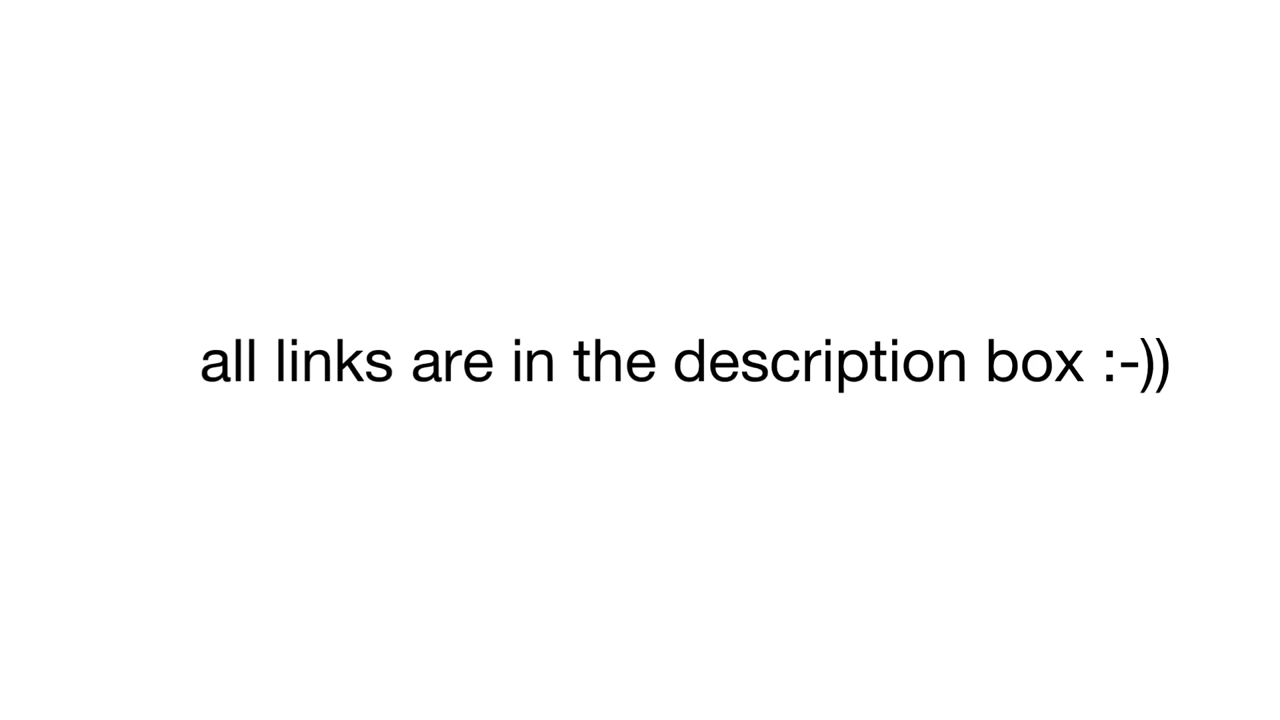 all links are in the description box :-))